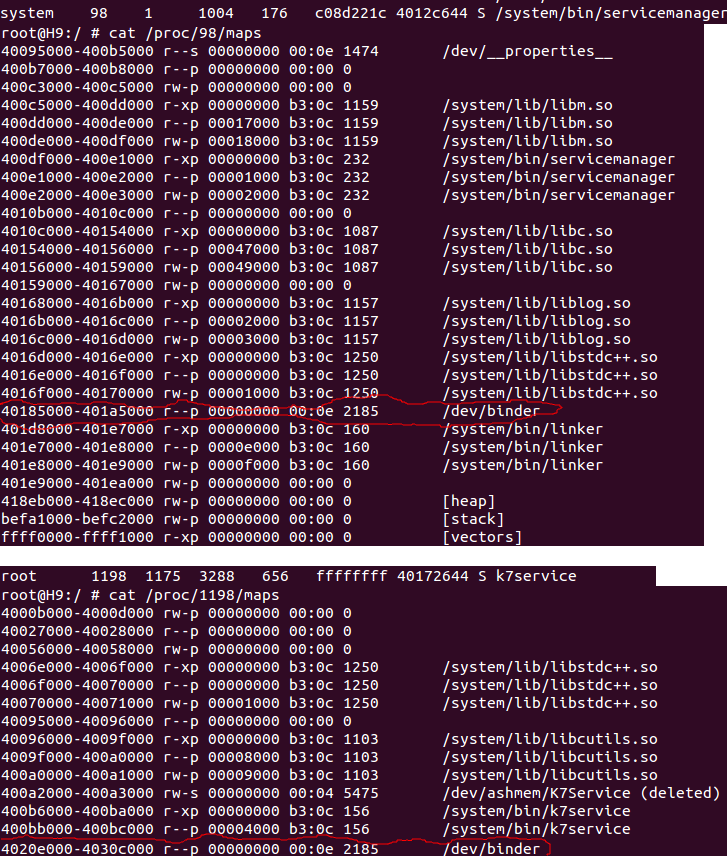 system    98    1     1004   176   c08d221c 4012c644 S /system/bin/servicemanager
root@H9:/ # cat /proc/98/maps
40095000-400b5000 r--s 00000000 00:0e 1474       /dev/__properties__
400b7000-400b8000 r--p 00000000 00:00 0
400c3000-400c5000 rw-p 00000000 00:00 0
400c5000-400dd000 r-xp 00000000 b3:0c 1159       /system/lib/libm.so
400dd000-400de000 r--p 00017000 b3:0c 1159       /system/lib/libm.so
400de000-400df000 rw-p 00018000 b3:0c 1159       /system/lib/libm.so
400df000-400e1000 r-xp 00000000 b3:0c 232        /system/bin/servicemanager
400e1000-400e2000 r--p 00001000 b3:0c 232        /system/bin/servicemanager
400e2000-400e3000 rw-p 00002000 b3:0c 232        /system/bin/servicemanager
4010b000-4010c000 r--p 00000000 00:00 0
4010c000-40154000 r-xp 00000000 b3:0c 1087       /system/lib/libc.so
40154000-40156000 r--p 00047000 b3:0c 1087       /system/lib/libc.so
40156000-40159000 rw-p 00049000 b3:0c 1087       /system/lib/libc.so
40159000-40167000 rw-p 00000000 00:00 0
40168000-4016b000 r-xp 00000000 b3:0c 1157       /system/lib/liblog.so
4016b000-4016c000 r--p 00002000 b3:0c 1157       /system/lib/liblog.so
4016c000-4016d000 rw-p 00003000 b3:0c 1157       /system/lib/liblog.so
4016d000-4016e000 r-xp 00000000 b3:0c 1250       /system/lib/libstdc++.so
4016e000-4016f000 r--p 00000000 b3:0c 1250       /system/lib/libstdc++.so
4016f000-40170000 rw-p 00001000 b3:0c 1250       /system/lib/libstdc++.so
40185000-401a5000 r--p 00000000 00:0e 2185       /dev/binder
401d8000-401e7000 r-xp 00000000 b3:0c 160        /system/bin/linker
401e7000-401e8000 r--p 0000e000 b3:0c 160        /system/bin/linker
401e8000-401e9000 rw-p 0000f000 b3:0c 160        /system/bin/linker
401e9000-401ea000 rw-p 00000000 00:00 0
418eb000-418ec000 rw-p 00000000 00:00 0          [heap]
befa1000-befc2000 rw-p 00000000 00:00 0          [stack]
ffff0000-ffff1000 r-xp 00000000 00:00 0          [vectors]
root      1198  1175  3288   656   ffffffff 40172644 S k7service
root@H9:/ # cat /proc/1198/maps
4000b000-4000d000 rw-p 00000000 00:00 0
40027000-40028000 r--p 00000000 00:00 0
40056000-40058000 rw-p 00000000 00:00 0
4006e000-4006f000 r-xp 00000000 b3:0c 1250       /system/lib/libstdc++.so
4006f000-40070000 r--p 00000000 b3:0c 1250       /system/lib/libstdc++.so
40070000-40071000 rw-p 00001000 b3:0c 1250       /system/lib/libstdc++.so
40095000-40096000 r--p 00000000 00:00 0
40096000-4009f000 r-xp 00000000 b3:0c 1103       /system/lib/libcutils.so
4009f000-400a0000 r--p 00008000 b3:0c 1103       /system/lib/libcutils.so
400a0000-400a1000 rw-p 00009000 b3:0c 1103       /system/lib/libcutils.so
400a2000-400a3000 rw-s 00000000 00:04 5475       /dev/ashmem/K7Service (deleted)
400b6000-400ba000 r-xp 00000000 b3:0c 156        /system/bin/k7service
400bb000-400bc000 r--p 00004000 b3:0c 156        /system/bin/k7service
4020e000-4030c000 r--p 00000000 00:0e 2185       /dev/binder